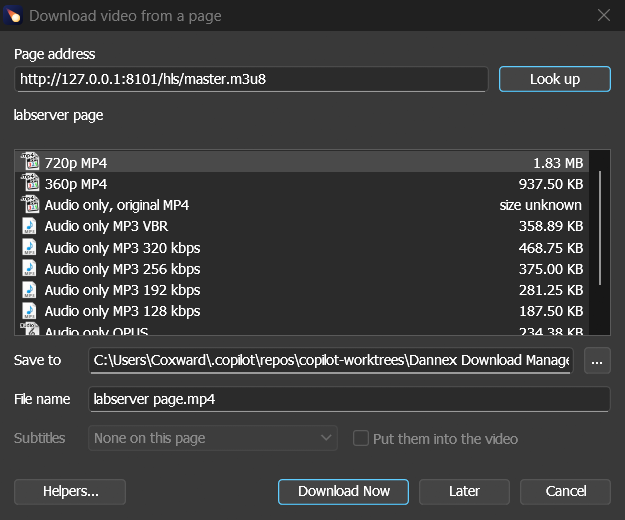 Download video from a page
Page address
http://127.0.0.1:8101/hls/master.m3u8 Look up
labserver page
720p MP4 1.83 MB
360p MP4 937.50 KB
Audio only, original MP4 size unknown
Audio only MP3 VBR 358.89 KB
Audio only MP3 320 kbps 468.75 KB
Audio only MP3 256 kbps 375.00 KB
Audio only MP3 192 kbps 281.25 KB
Audio only MP3 128 kbps 187.50 KB
Audio only OPUS 234.38 KB
Save to C:\Users\Coxward\.copilot\repos\copilot-worktrees\Dannex Download Manage ...
File name labserver page.mp4
Subtitles None on this page Put them into the video
Helpers... Download Now Later Cancel